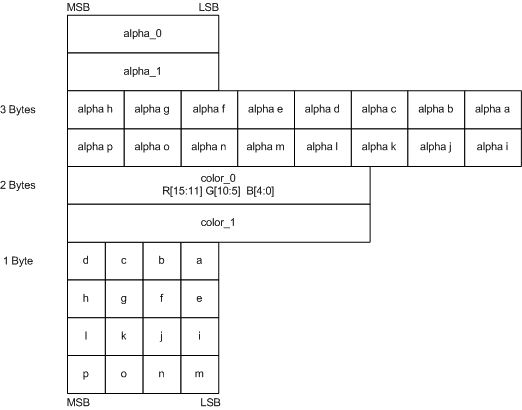 MSB LSB
alpha_0
alpha_1
3 Bytes alpha h alpha g alpha f alpha e alpha d alpha c alpha b alpha a
alpha p alpha o alpha n alpha m alpha l alpha k alpha j alpha i
color_0
2 Bytes R[15:11] G[10:5] B[4:0]
color_1
1 Byte d c b a
h g f e
l k j i
p o n m
MSB LSB